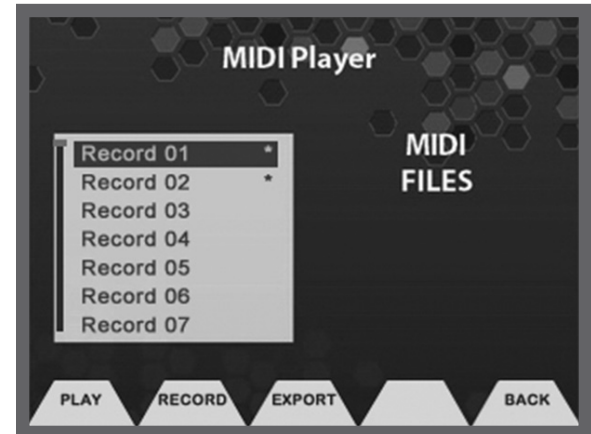 MIDI Player
Record 01 *
Record 02 *
Record 03
Record 04
Record 05
Record 06
Record 07
MIDI
FILES
PLAY
RECORD
EXPORT
BACK